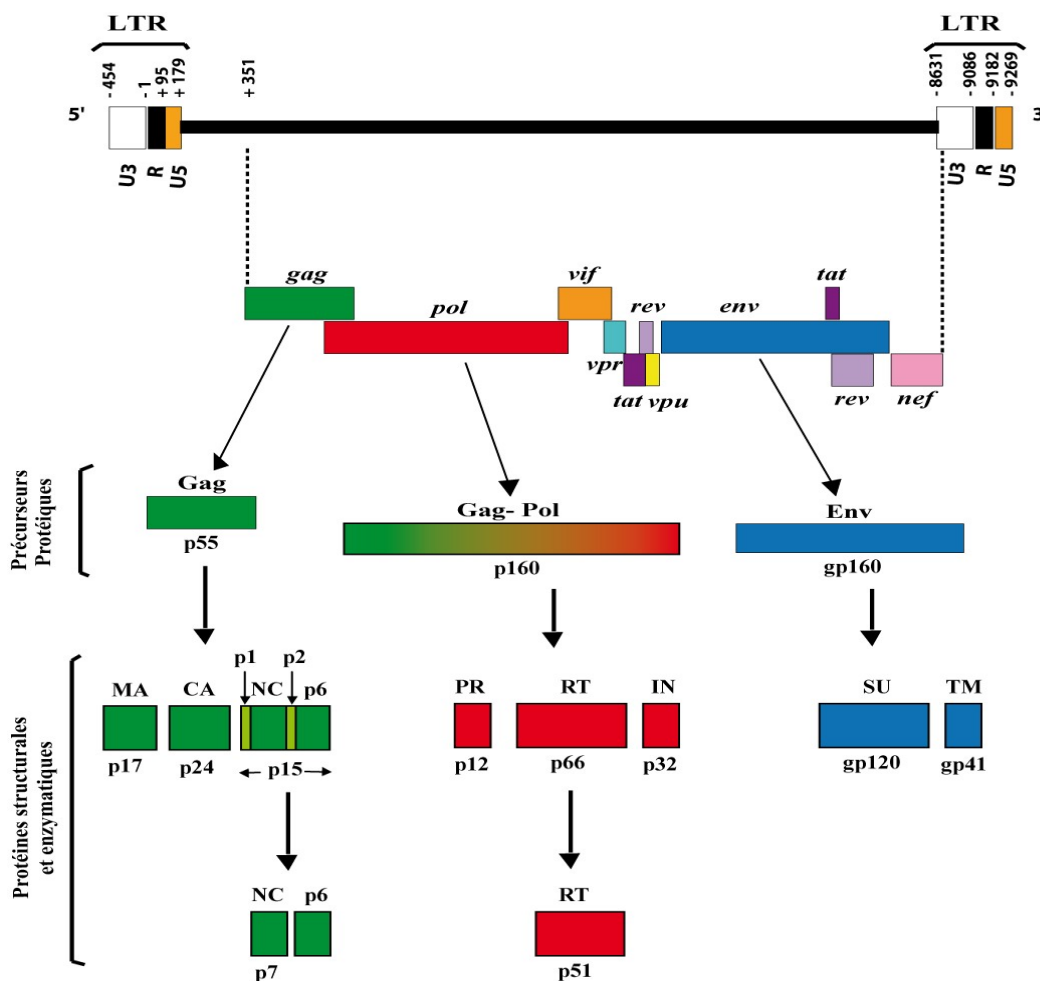 LTR LTR
- 454
- 1
+ 95
+ 179
+ 351
- 8631
- 9086
- 9182
- 9269
5' 3
U3 R U5 U3 R U5
gag vif tat
pol rev env
vpr
tat vpu rev nef
Précurseurs
Protéiques
Gag Gag- Pol Env
p55 p160 gp160
Protéines structurales
et enzymatiques
p1 p2
MA CA NC p6 PR RT IN SU TM
p17 p24 p15 p12 p66 p32 gp120 gp41
NC p6 RT
p7 p51